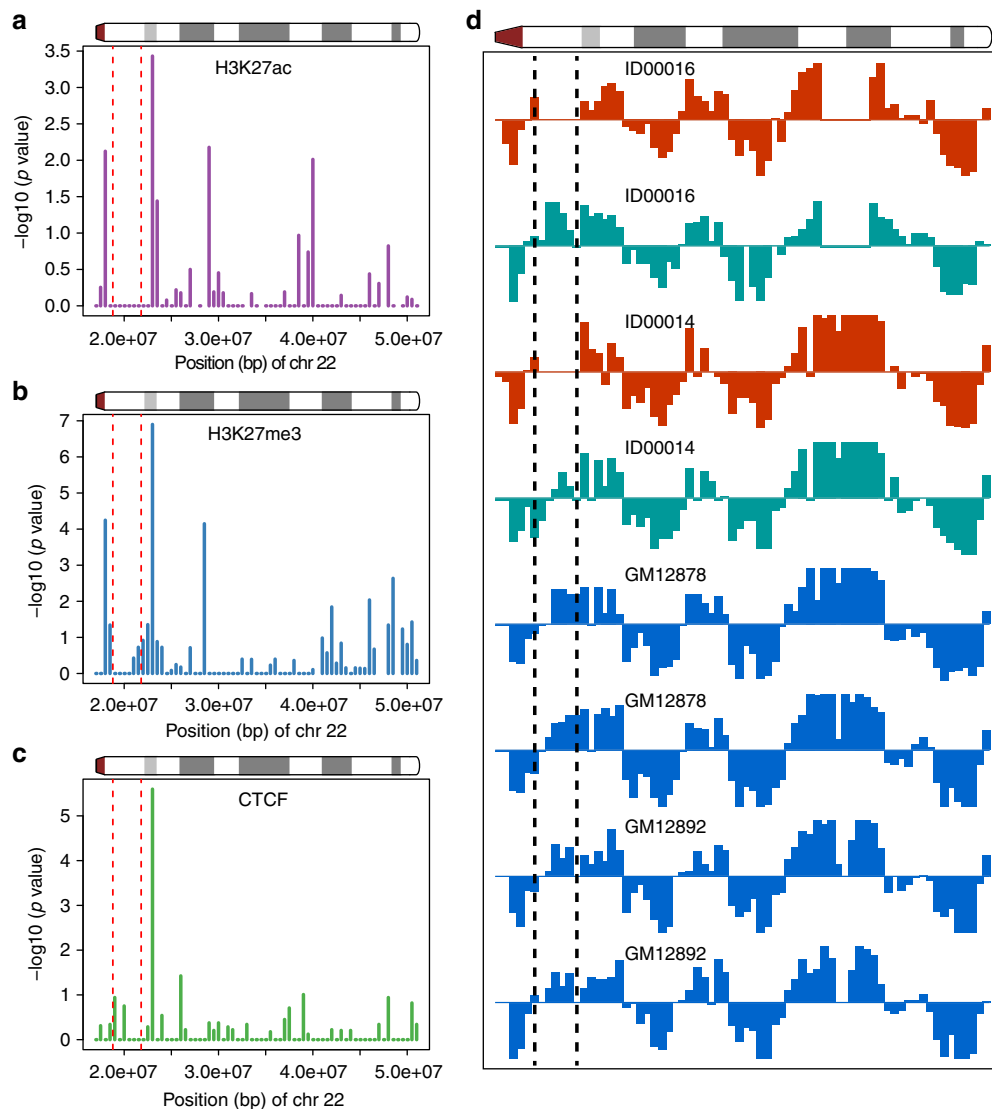 a
H3K27ac
−log10 (p value)
3.5
3.0
2.5
2.0
1.5
1.0
0.5
0.0
2.0e+07 3.0e+07 4.0e+07 5.0e+07
Position (bp) of chr 22
b
H3K27me3
−log10 (p value)
7
6
5
4
3
2
1
0
2.0e+07 3.0e+07 4.0e+07 5.0e+07
Position (bp) of chr 22
c
CTCF
−log10 (p value)
5
4
3
2
1
0
2.0e+07 3.0e+07 4.0e+07 5.0e+07
Position (bp) of chr 22
d
ID00016
ID00016
ID00014
ID00014
GM12878
GM12878
GM12892
GM12892